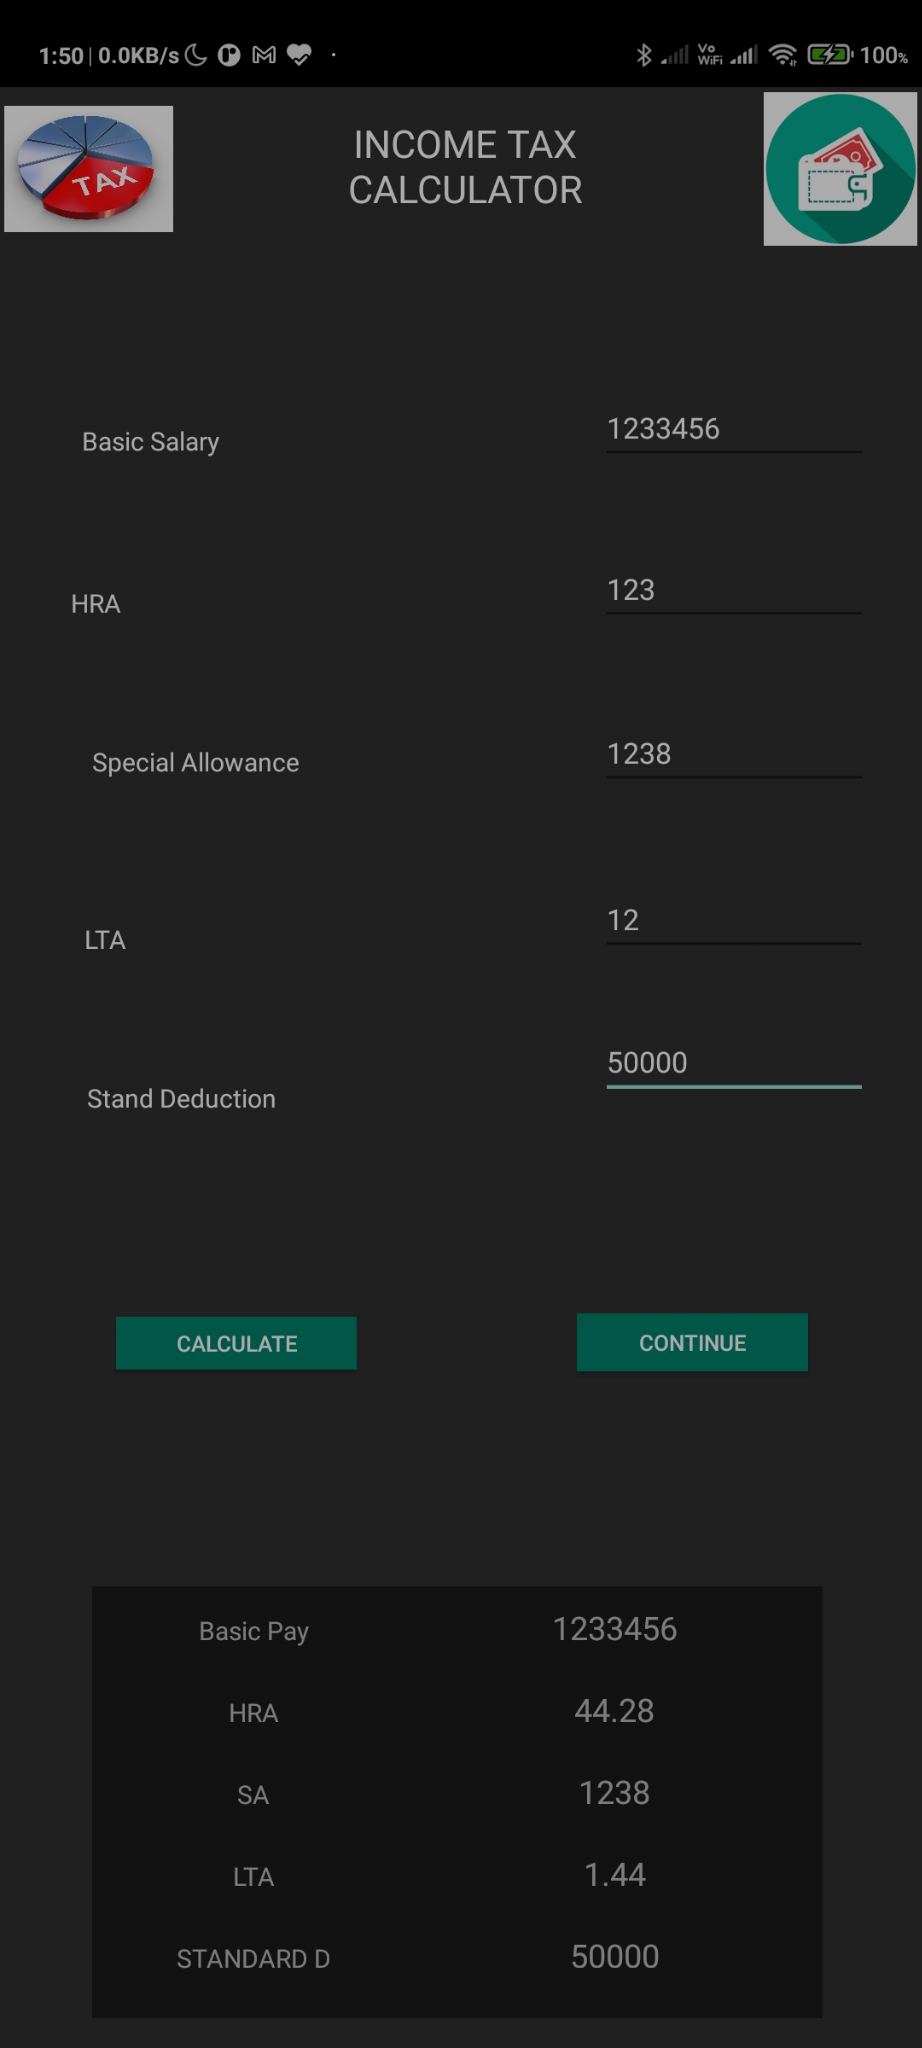 1:50 | 0.0KB/s · Vo WiFi 100%
TAX
INCOME TAX
CALCULATOR
Basic Salary 1233456
HRA 123
Special Allowance 1238
LTA 12
Stand Deduction 50000
CALCULATE CONTINUE
Basic Pay 1233456
HRA 44.28
SA 1238
LTA 1.44
STANDARD D 50000